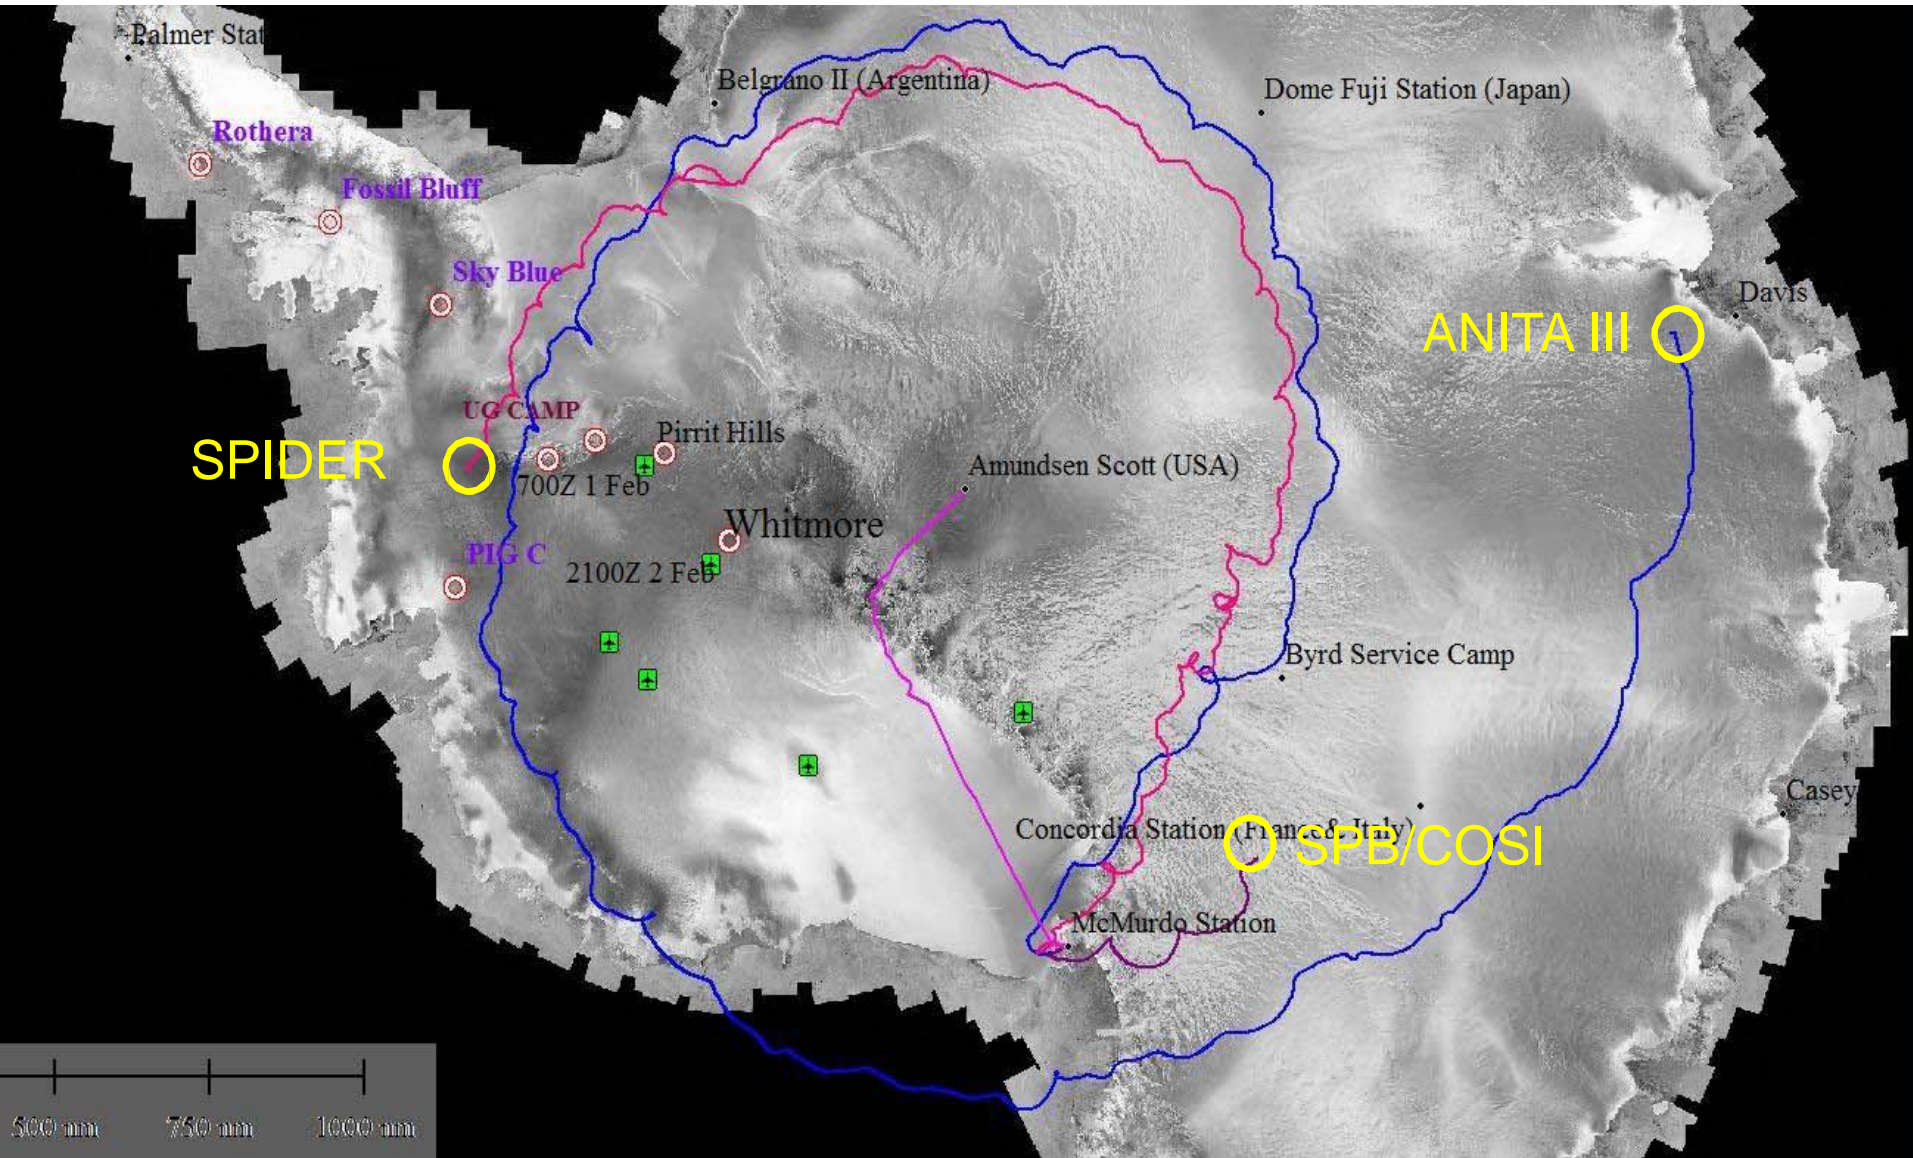 Palmer Stat
Belgrano II (Argentina)
Dome Fuji Station (Japan)
Rothera
Fossil Bluff
Sky Blue
Davis
ANITA III
UG CAMP
Pirrit Hills
SPIDER
Amundsen Scott (USA)
700Z 1 Feb
Whitmore
PIG C
2100Z 2 Feb
Byrd Service Camp
Casey
Concordia Station (France& Italy)
SPB/COSI
McMurdo Station
500 nm 750 nm 1000 nm